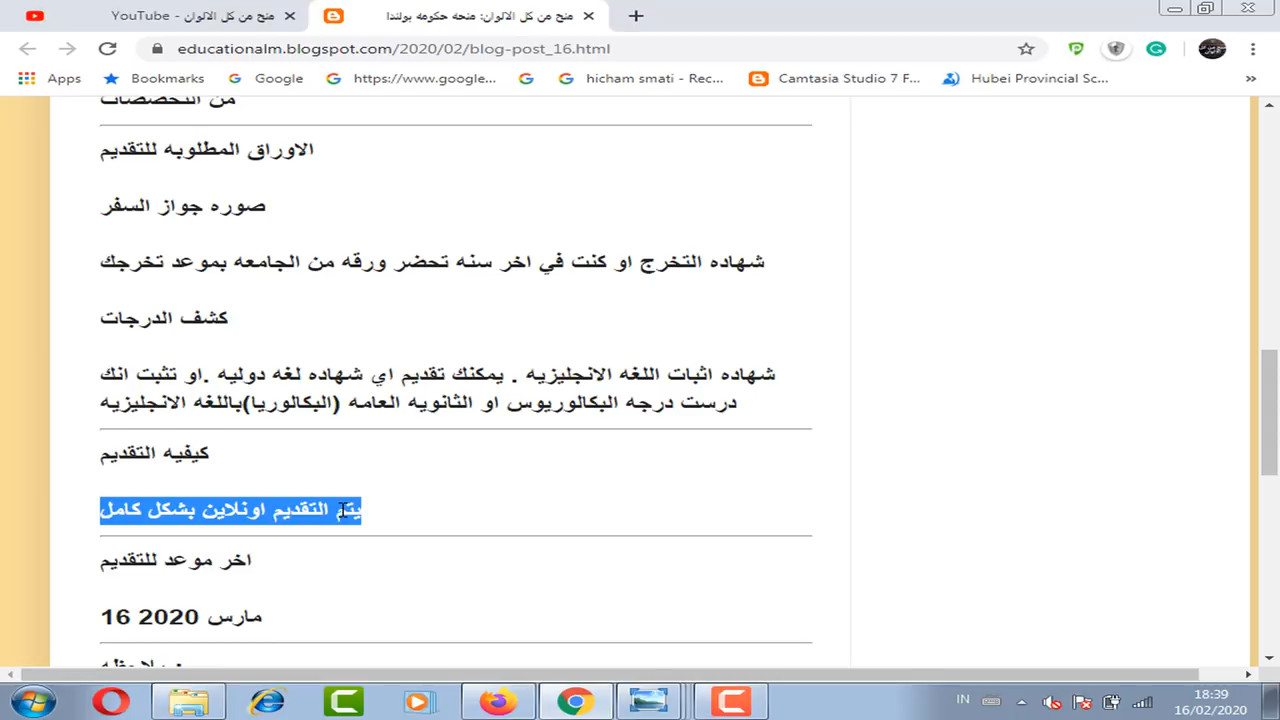 منح من كل الالوان - YouTube
منح من كل الالوان: منحه حكومه بولندا
educationalm.blogspot.com/2020/02/blog-post_16.html
Apps
Bookmarks
Google
https://www.google...
hicham smati - Rec...
Camtasia Studio 7 F...
Hubei Provincial Sc...
»
من التخصصات
الاوراق المطلوبه للتقديم
صوره جواز السفر
شهاده التخرج او كنت في اخر سنه تحضر ورقه من الجامعه بموعد تخرجك
كشف الدرجات
شهاده اثبات اللغه الانجليزيه . يمكنك تقديم اي شهاده لغه دوليه .او تثبت انك
درست درجه البكالوريوس او الثانويه العامه (البكالوريا)باللغه الانجليزيه
كيفيه التقديم
يتم التقديم اونلاين بشكل كامل
اخر موعد للتقديم
16 مارس 2020
ملاحظه :
IN
18:39
16/02/2020